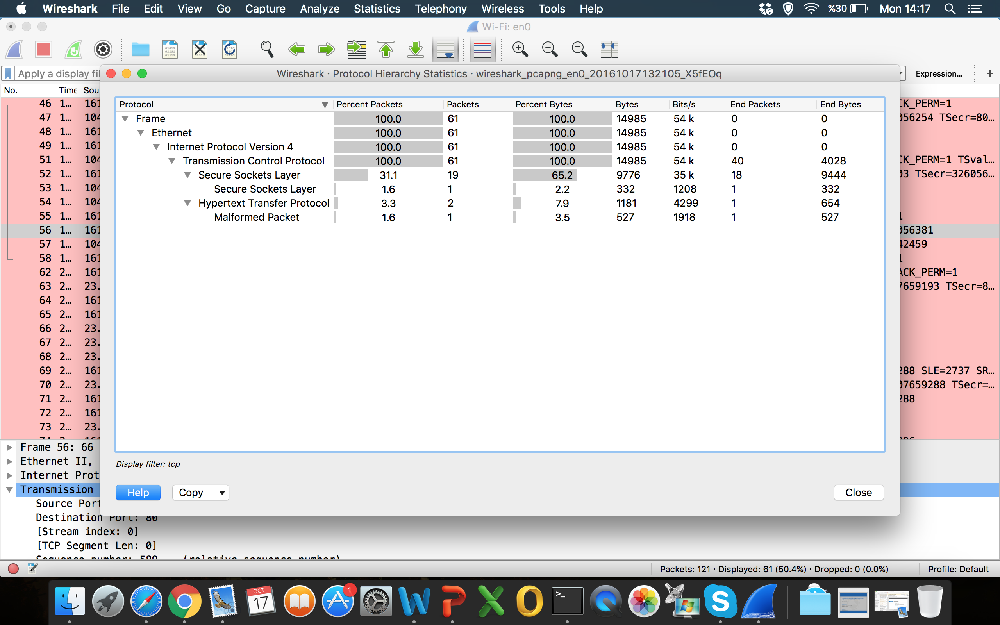 Wireshark File Edit View Go Capture Analyze Statistics Telephony Wireless Tools Help %30 Mon 14:17
Wi-Fi: en0
Apply a display fil
Expression... +
Wireshark · Protocol Hierarchy Statistics · wireshark_pcapng_en0_20161017132105_X5fEOq
No. Time Sou
Protocol Percent Packets Packets Percent Bytes Bytes Bits/s End Packets End Bytes
Frame 100.0 61 100.0 14985 54 k 0 0
Ethernet 100.0 61 100.0 14985 54 k 0 0
Internet Protocol Version 4 100.0 61 100.0 14985 54 k 0 0
Transmission Control Protocol 100.0 61 100.0 14985 54 k 40 4028
Secure Sockets Layer 31.1 19 65.2 9776 35 k 18 9444
Secure Sockets Layer 1.6 1 2.2 332 1208 1 332
Hypertext Transfer Protocol 3.3 2 7.9 1181 4299 1 654
Malformed Packet 1.6 1 3.5 527 1918 1 527
Display filter: tcp
Help Copy Close
46 1... 161 CK_PERM=1
47 1... 104 056254 TSecr=80...
48 1... 161
49 1... 161
51 1... 104 CK_PERM=1 TSval...
52 1... 161 03 TSecr=326056...
53 1... 104
54 1... 104
55 1... 161 1
56 1... 161 056381
57 1... 104 42459
58 1... 161 1
62 2... 161 ACK_PERM=1
63 2... 23. 7659193 TSecr=8...
64 2... 161
65 2... 161
66 2... 23.
67 2... 23.
68 2... 23.
69 2... 161 288 SLE=2737 SR...
70 2... 23. 07659288 TSecr=...
71 2... 161 288
72 2... 161
73 2... 23.
Frame 56: 66
Ethernet II,
Internet Prot
Transmission
Source Port
Destination Port: 80
[Stream index: 0]
[TCP Segment Len: 0]
Sequence number: 589 (relative sequence number)
Packets: 121 · Displayed: 61 (50.4%) · Dropped: 0 (0.0%) Profile: Default
OCT
17
1